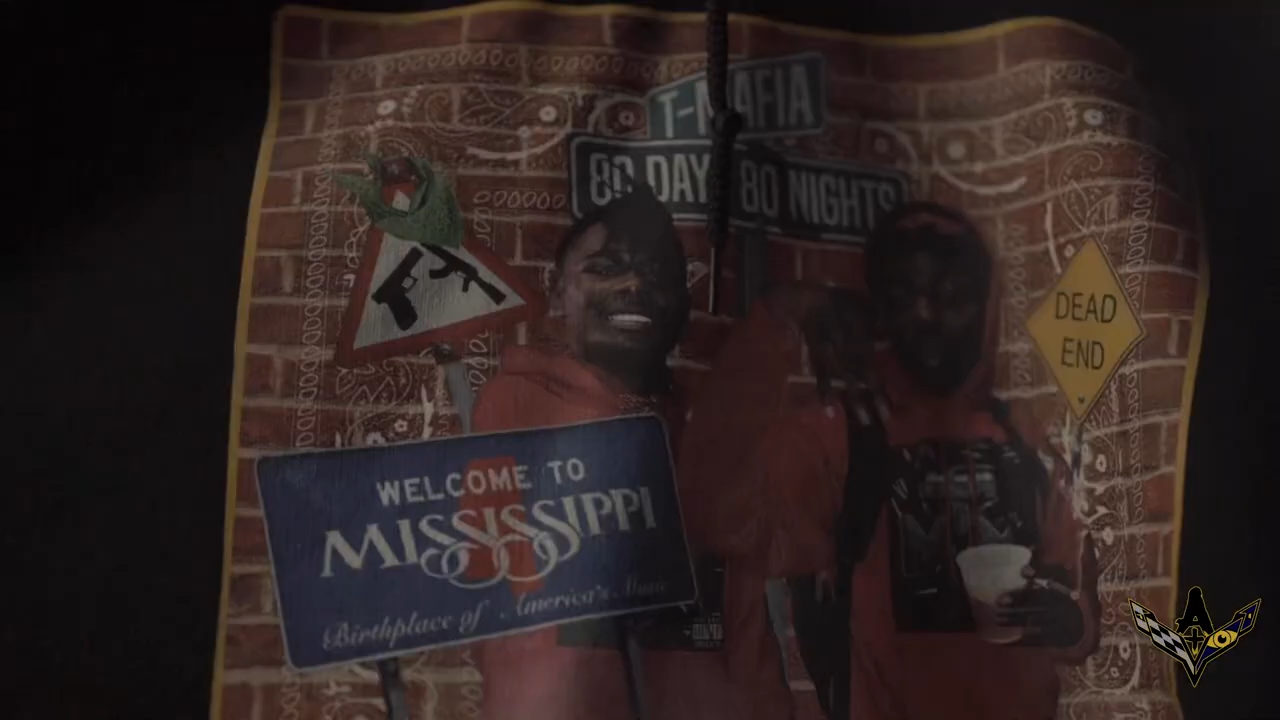 T-MAFIA
80 DAYS 80 NIGHTS
DEAD
END
WELCOME TO
MISSISSIPPI
Birthplace of America's Music